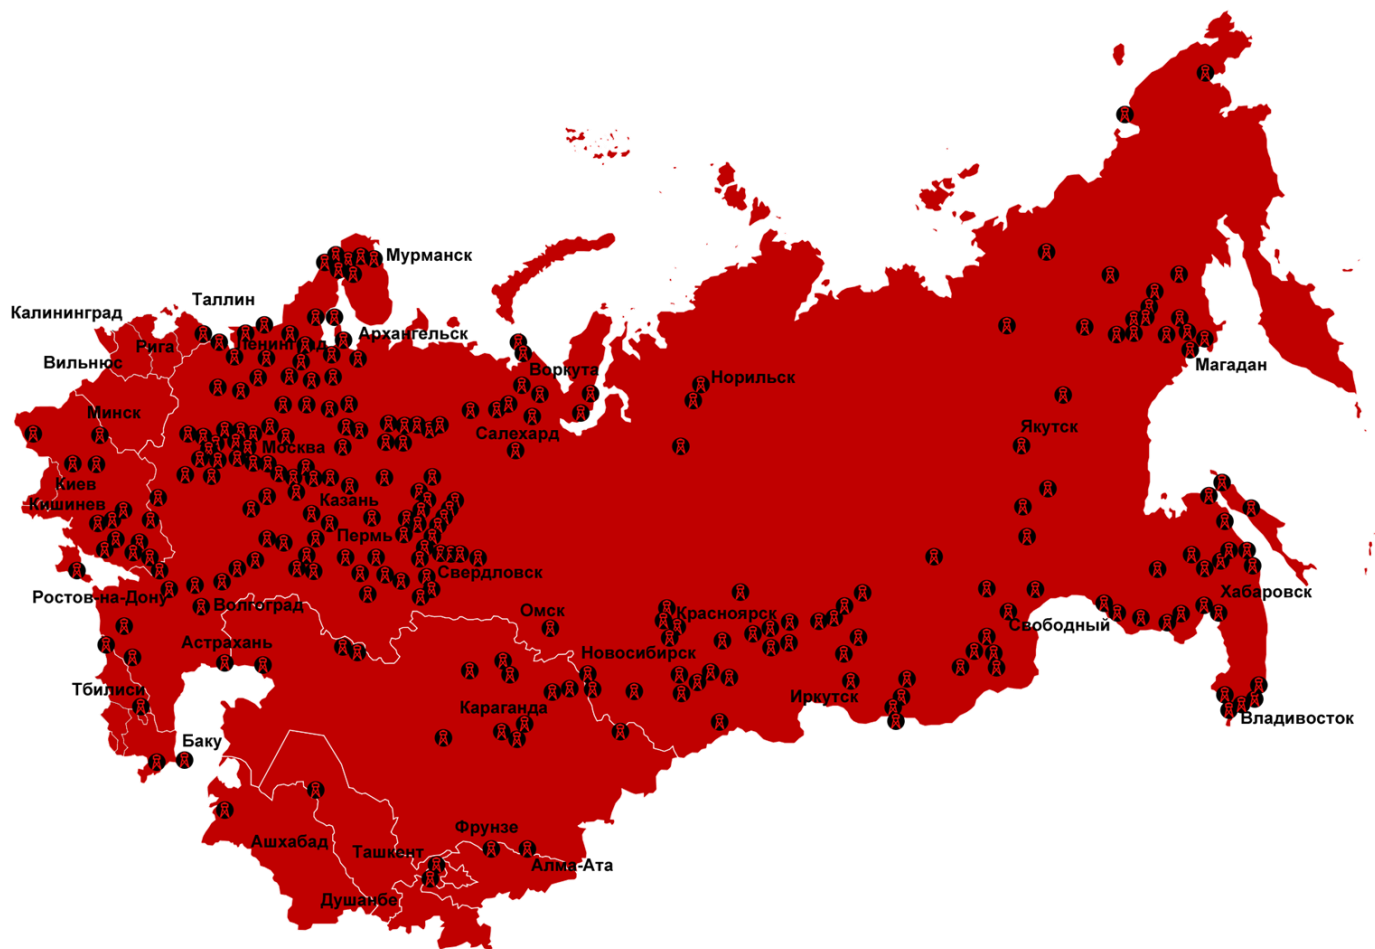 Мурманск
Таллин
Калининград
Архангельск
Ленинград
Рига
Вильнюс
Воркута
Норильск
Магадан
Минск
Салехард
Якутск
Москва
Киев
Казань
Кишинев
Пермь
Свердловск
Хабаровск
Ростов-на-Дону
Волгоград
Омск
Красноярск
Свободный
Астрахань
Новосибирск
Тбилиси
Иркутск
Караганда
Владивосток
Баку
Фрунзе
Ашхабад
Ташкент
Алма-Ата
Душанбе